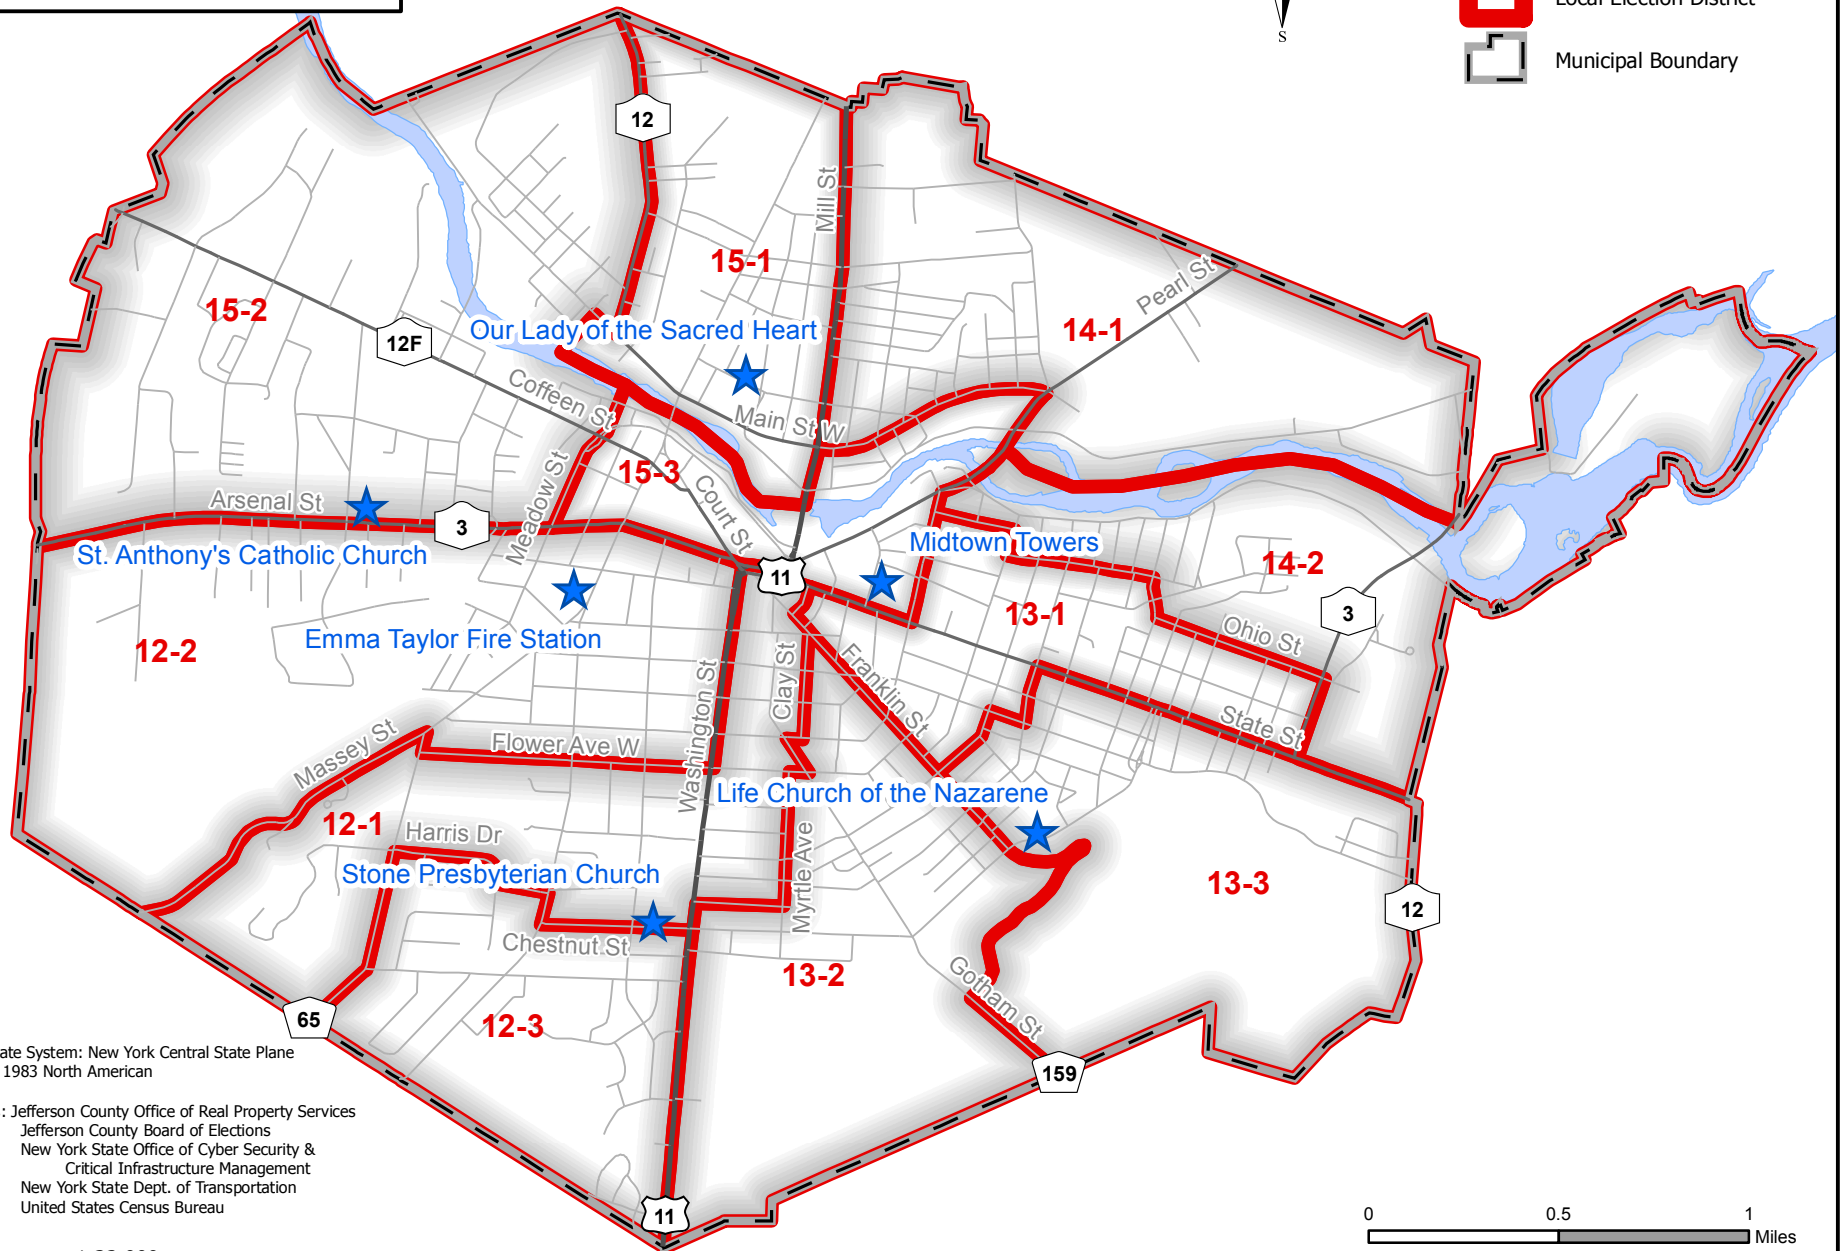 S
Local Election District
Municipal Boundary
12
Mill St
15-1
Pearl St
15-2
14-1
Our Lady of the Sacred Heart
12F
Coffeen St
Main St W
15-3
Meadow St
Court St
Arsenal St
3
St. Anthony's Catholic Church
Midtown Towers
11
14-2
13-1
3
Emma Taylor Fire Station
12-2
Ohio St
Clay St
Franklin St
Washington St
State St
Massey St
Flower Ave W
Life Church of the Nazarene
12-1
Harris Dr
Stone Presbyterian Church
Myrtle Ave
13-3
12
Chestnut St
13-2
Gotham St
65
12-3
159
11
ate System: New York Central State Plane
1983 North American
: Jefferson County Office of Real Property Services
Jefferson County Board of Elections
New York State Office of Cyber Security &
Critical Infrastructure Management
New York State Dept. of Transportation
United States Census Bureau
0 0.5 1
Miles